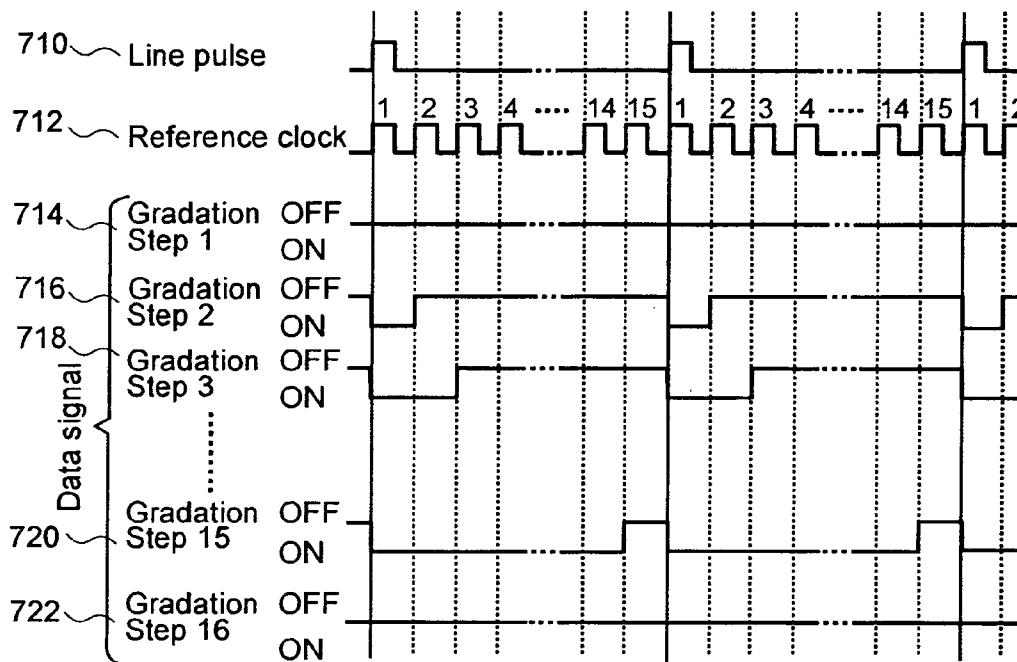 710 Line pulse
1 2 3 4 ..... 14 15 1 2 3 4 ..... 14 15 1 2
712 Reference clock
Data signal
714 Gradation Step 1 OFF ON
716 Gradation Step 2 OFF ON
718 Gradation Step 3 OFF ON
720 Gradation Step 15 OFF ON
722 Gradation Step 16 OFF ON